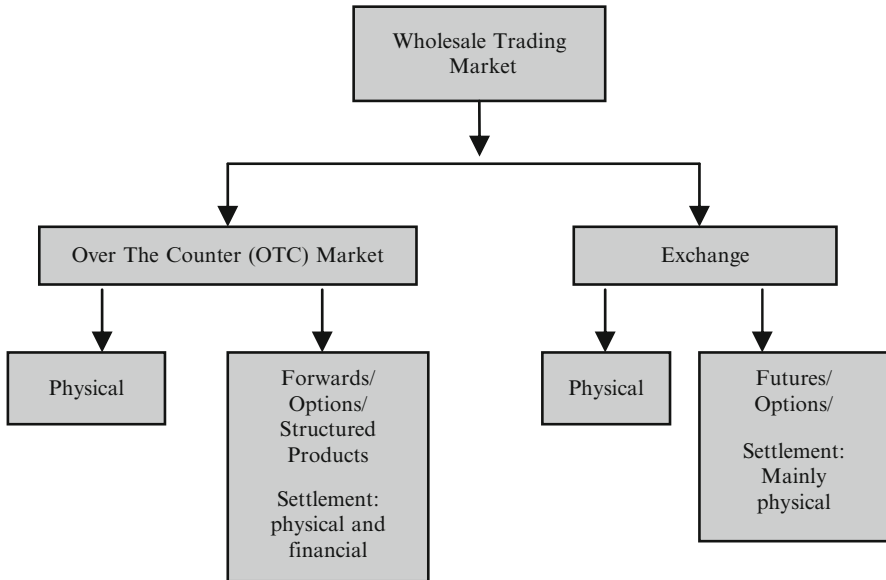 Wholesale Trading
Market
Over The Counter (OTC) Market
Exchange
Physical
Forwards/
Options/
Structured
Products
Settlement:
physical and
financial
Physical
Futures/
Options/
Settlement:
Mainly
physical